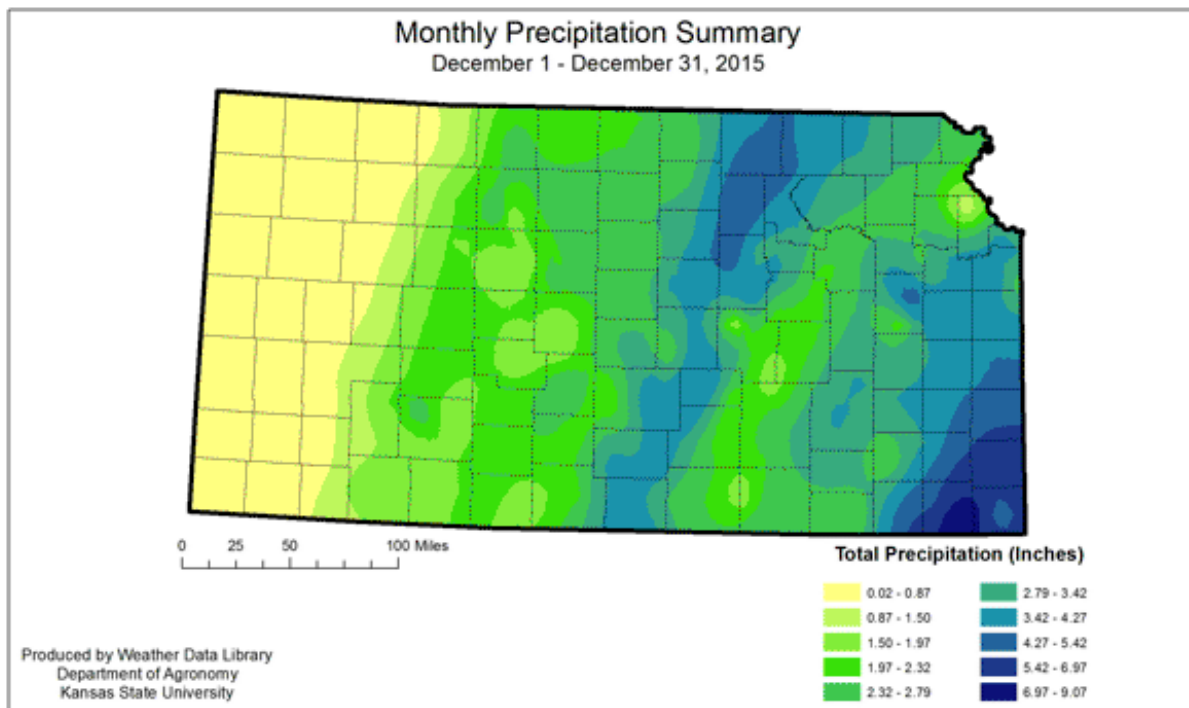 Monthly Precipitation Summary
December 1 - December 31, 2015
0 25 50 100 Miles
Total Precipitation (Inches)
0.02 - 0.87
0.87 - 1.50
1.50 - 1.97
1.97 - 2.32
2.32 - 2.79
2.79 - 3.42
3.42 - 4.27
4.27 - 5.42
5.42 - 6.97
6.97 - 9.07
Produced by Weather Data Library
Department of Agronomy
Kansas State University